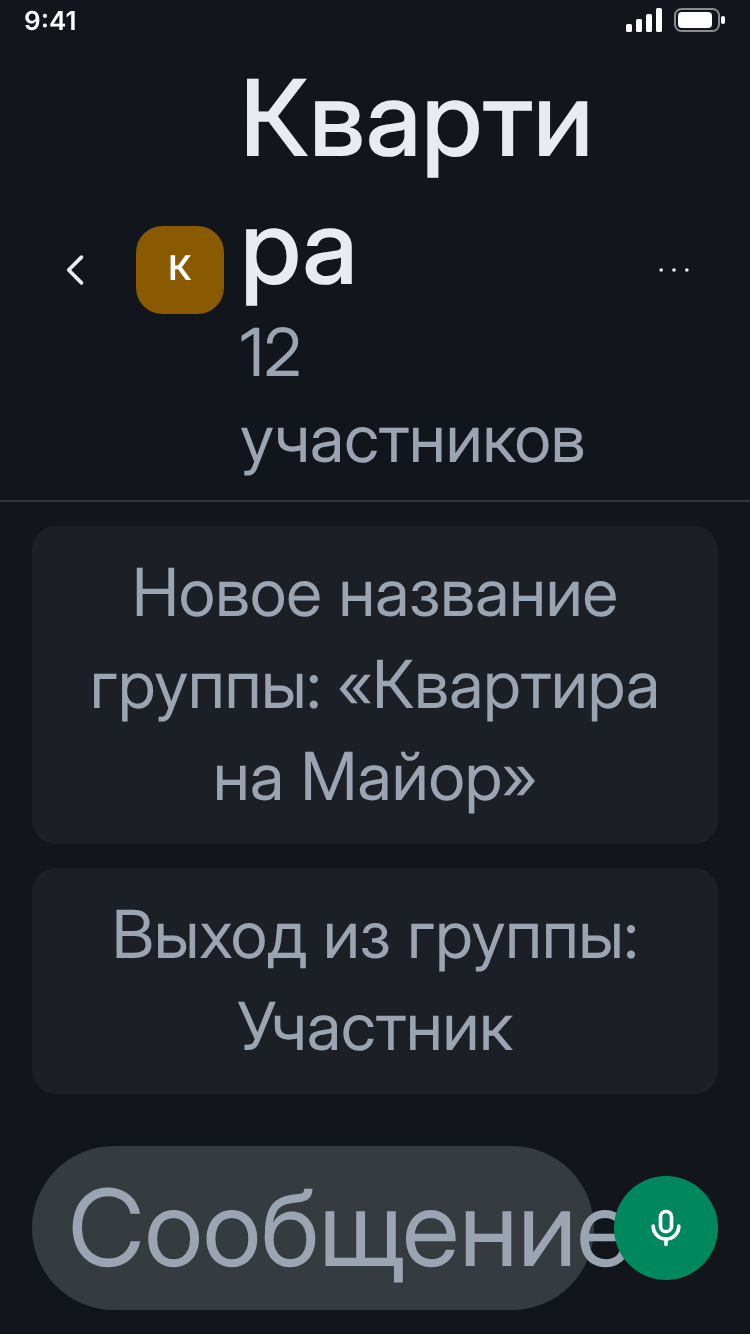 9:41
Кварти
ра
К
···
12
участников
Новое название
группы: «Квартира
на Майор»
Выход из группы:
Участник
Сообщение